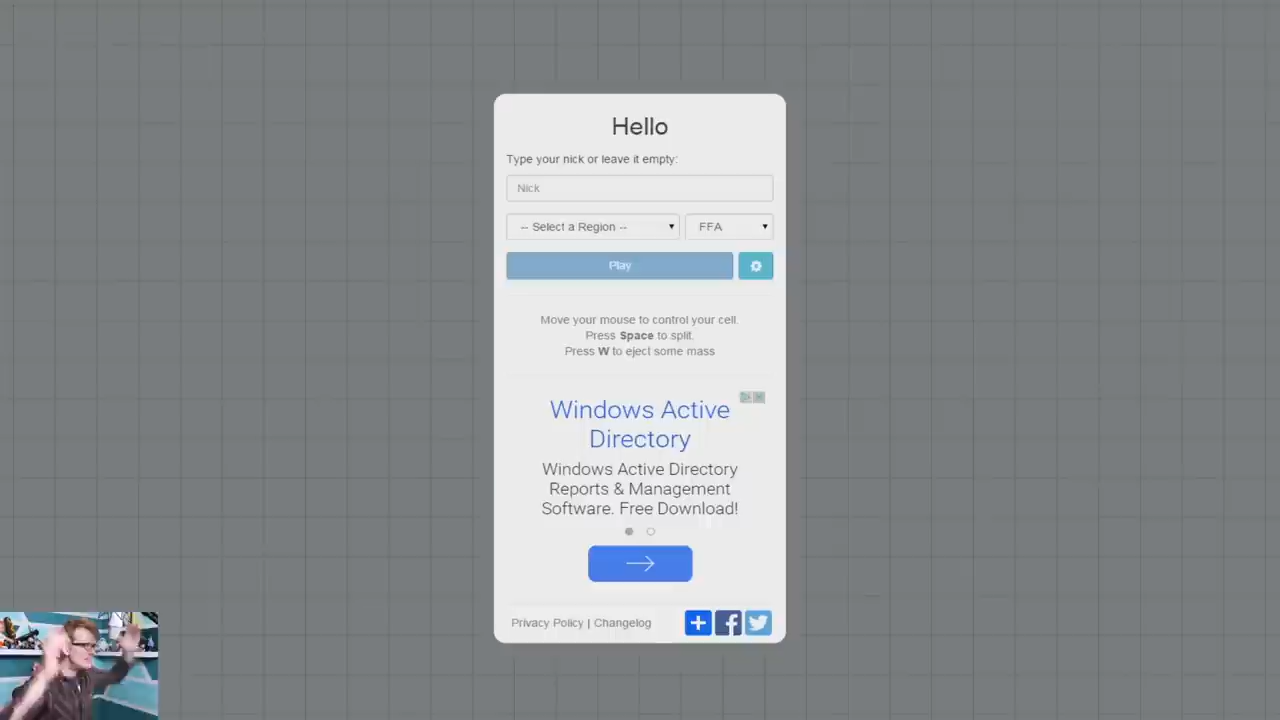 Hello
Type your nick or leave it empty:
Nick
-- Select a Region -- FFA
Play
Move your mouse to control your cell.
Press Space to split.
Press W to eject some mass
Windows Active
Directory
Windows Active Directory
Reports & Management
Software. Free Download!
Privacy Policy | Changelog